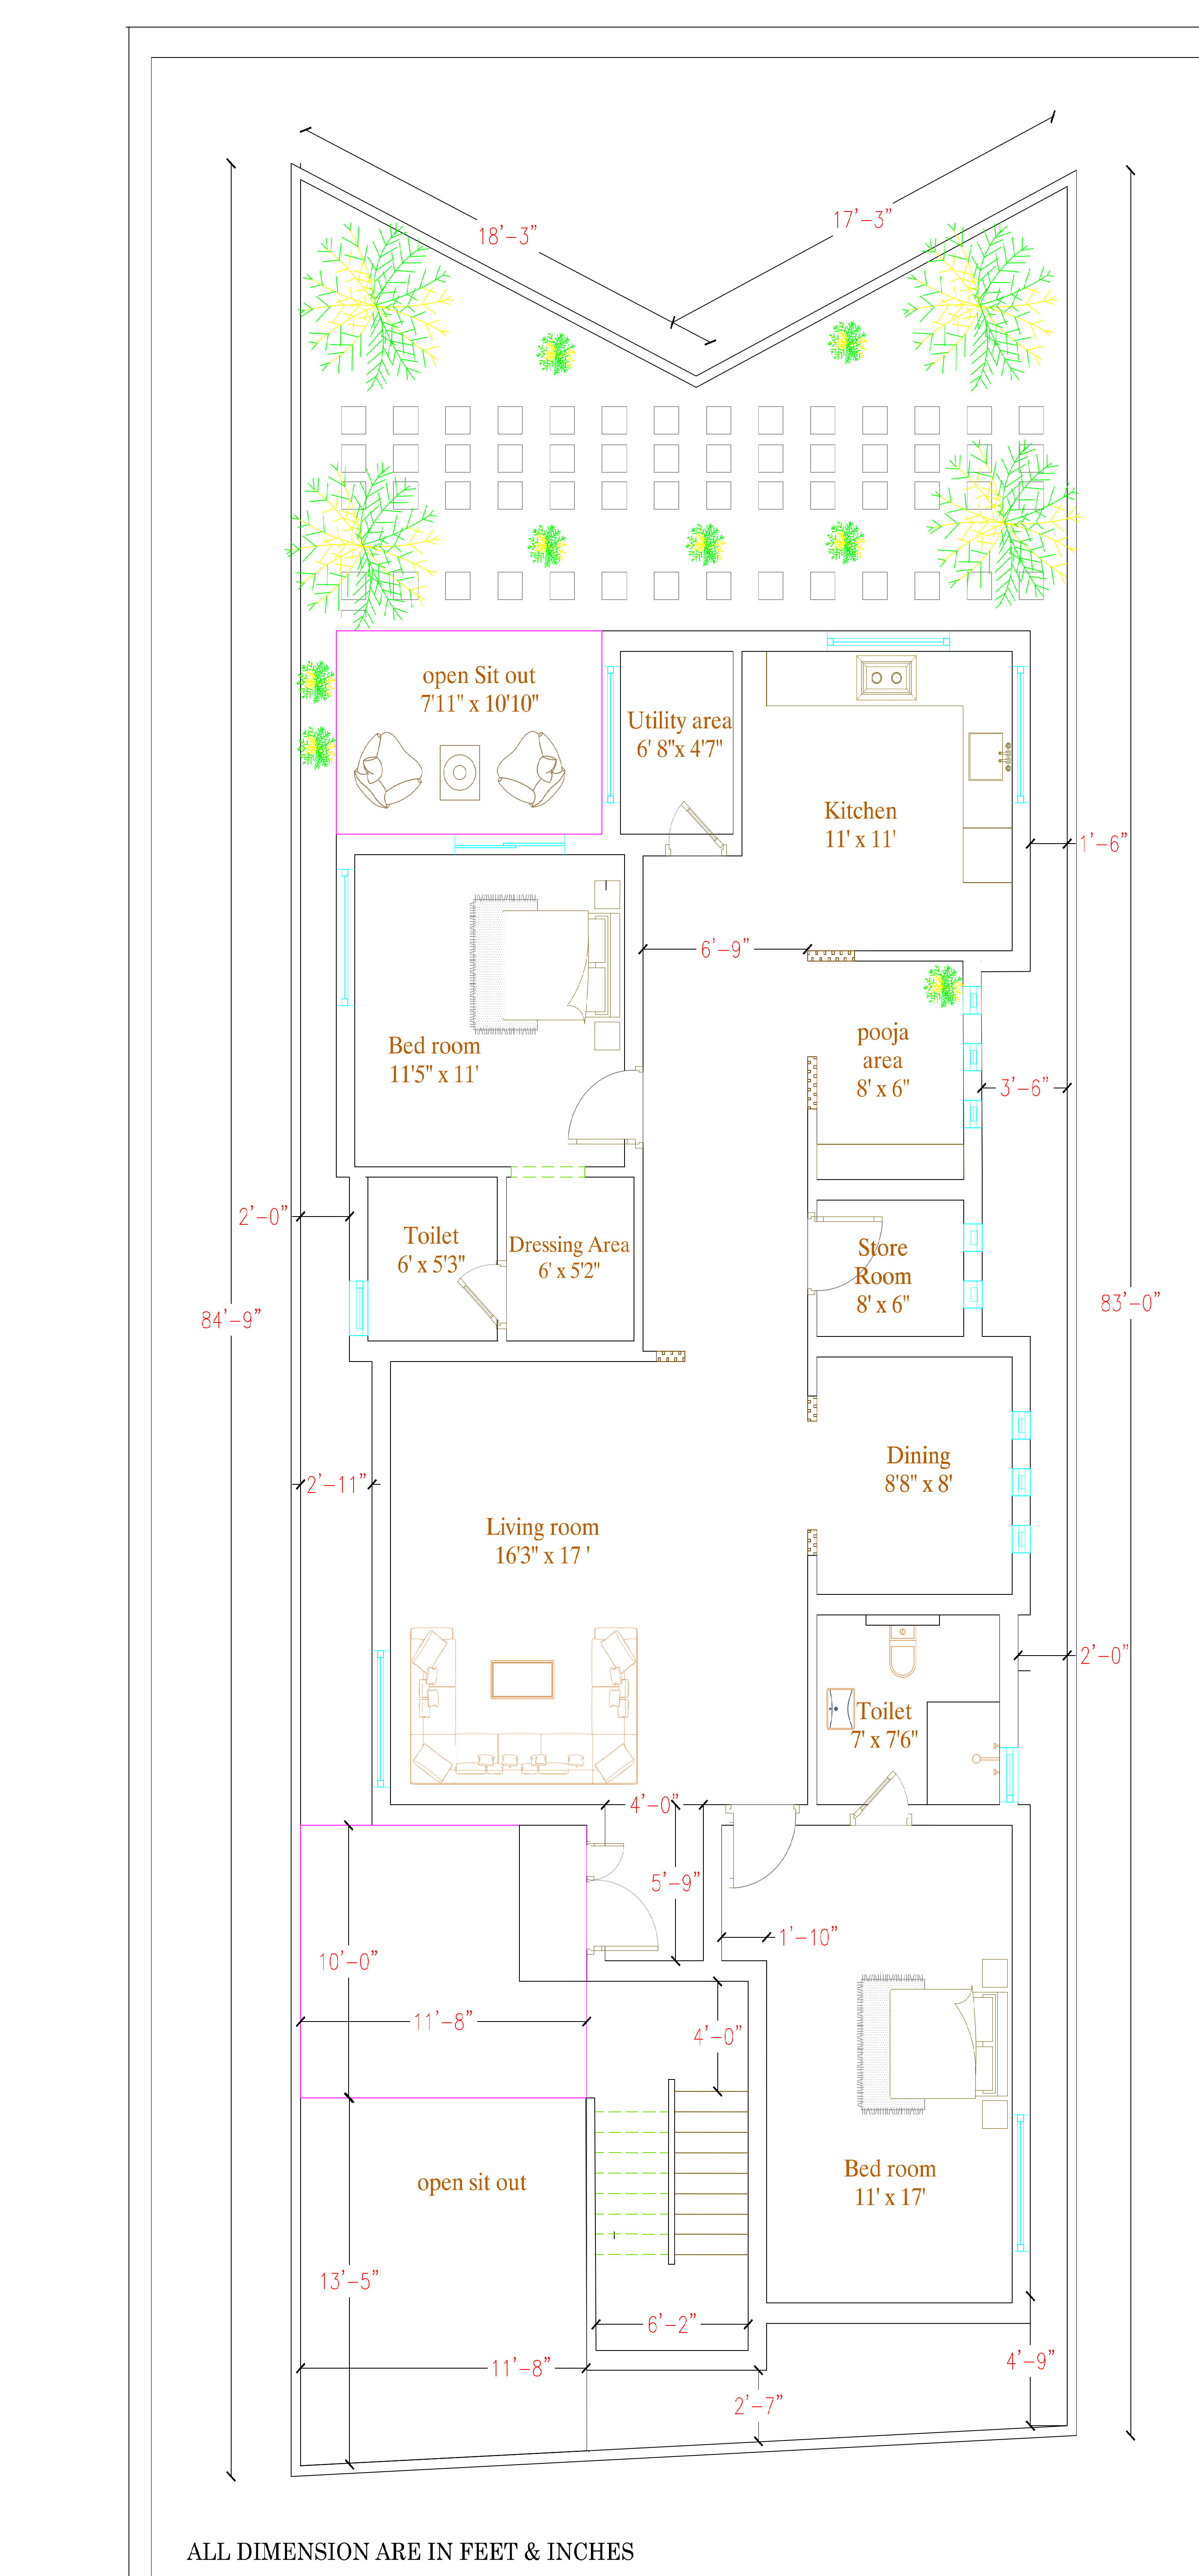 18'-3"
17'-3"
open Sit out
7'11" x 10'10"
Utility area
6' 8"x 4'7"
Kitchen
11' x 11'
1'-6"
6'-9"
Bed room
11'5" x 11'
pooja
area
8' x 6"
3'-6"
2'-0"
Toilet
6' x 5'3"
Dressing Area
6' x 5'2"
Store
Room
8' x 6"
84'-9"
83'-0"
2'-11"
Dining
8'8" x 8'
Living room
16'3" x 17 '
2'-0"
Toilet
7' x 7'6"
4'-0"
5'-9"
1'-10"
10'-0"
11'-8"
4'-0"
open sit out
Bed room
11' x 17'
13'-5"
6'-2"
11'-8"
4'-9"
2'-7"
ALL DIMENSION ARE IN FEET & INCHES